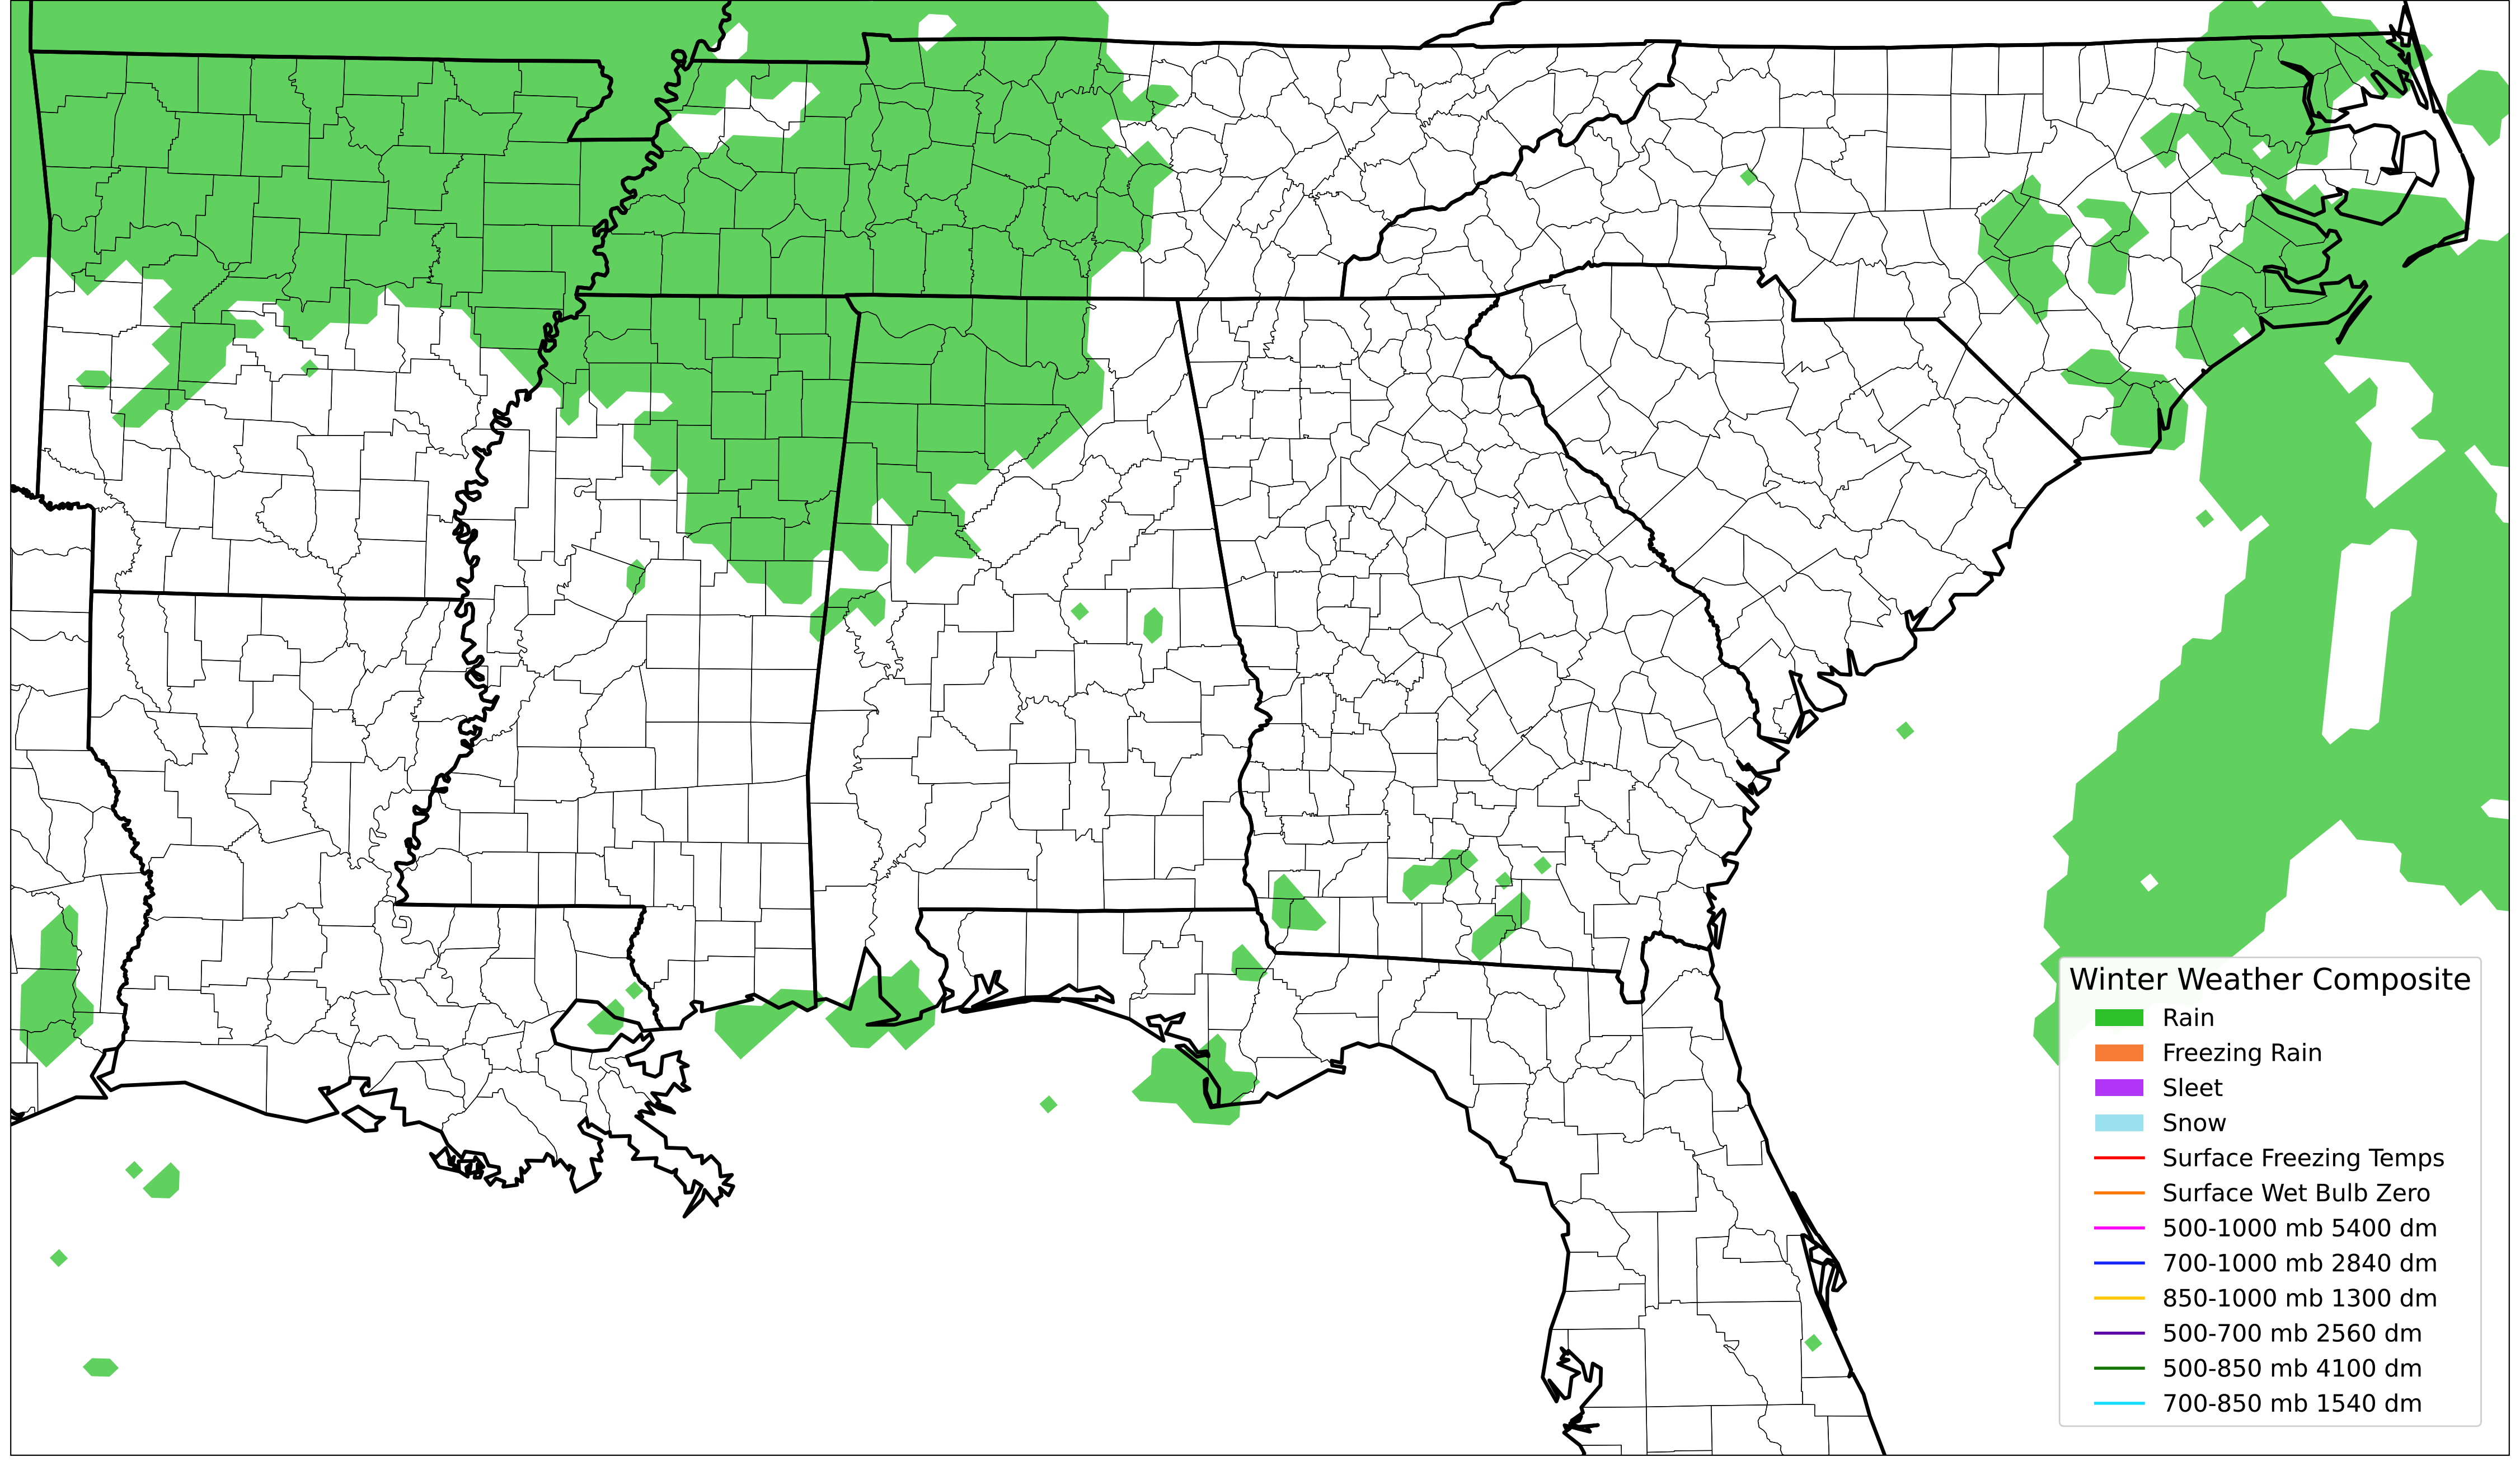 Winter Weather Composite
Rain
Freezing Rain
Sleet
Snow
Surface Freezing Temps
Surface Wet Bulb Zero
500-1000 mb 5400 dm
700-1000 mb 2840 dm
850-1000 mb 1300 dm
500-700 mb 2560 dm
500-850 mb 4100 dm
700-850 mb 1540 dm